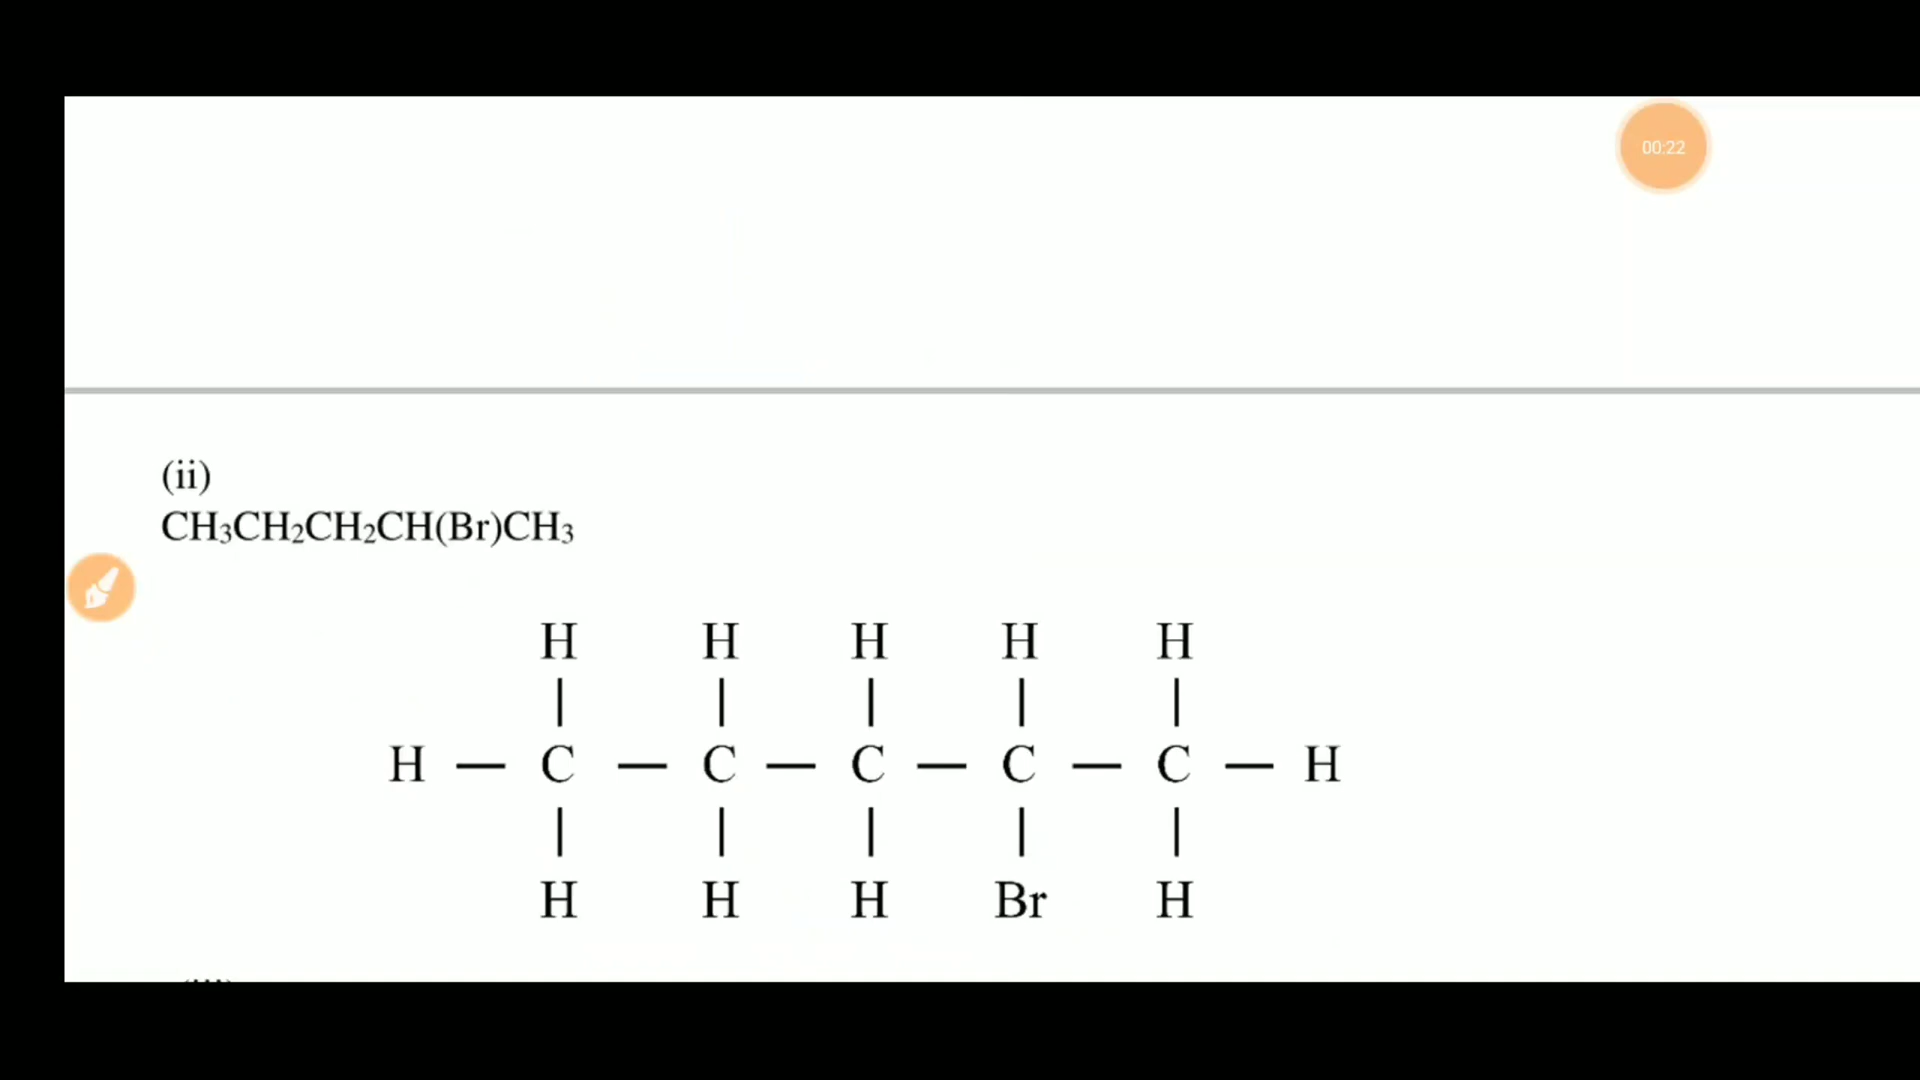 00:22
(ii)
CH₃CH₂CH₂CH(Br)CH₃
H H H H H
| | | | |
H — C — C — C — C — C — H
| | | | |
H H H Br H